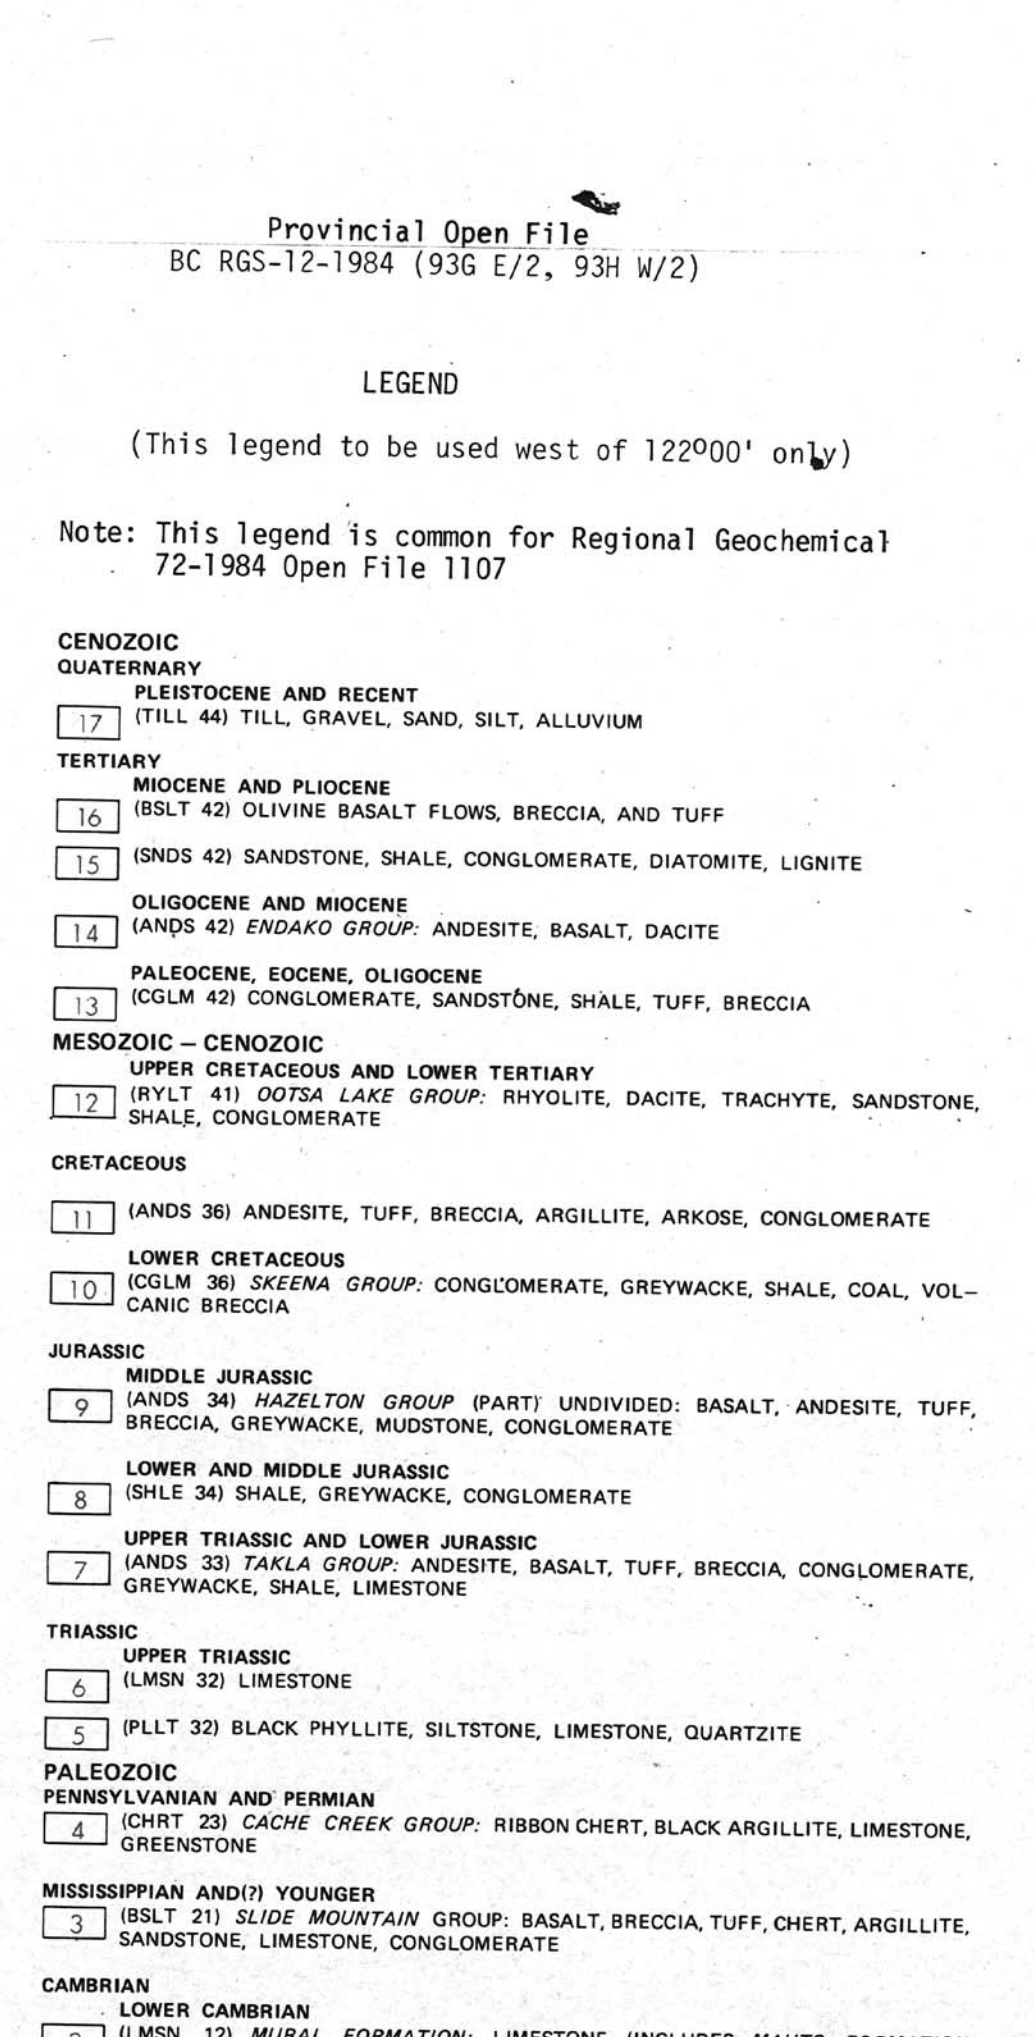 Provincial Open File
BC RGS-12-1984 (93G E/2, 93H W/2)
LEGEND
(This legend to be used west of 122º00' only)
Note: This legend is common for Regional Geochemical
72-1984 Open File 1107
CENOZOIC
QUATERNARY
PLEISTOCENE AND RECENT
17 (TILL 44) TILL, GRAVEL, SAND, SILT, ALLUVIUM
TERTIARY
MIOCENE AND PLIOCENE
16 (BSLT 42) OLIVINE BASALT FLOWS, BRECCIA, AND TUFF
15 (SNDS 42) SANDSTONE, SHALE, CONGLOMERATE, DIATOMITE, LIGNITE
OLIGOCENE AND MIOCENE
14 (ANDS 42) ENDAKO GROUP: ANDESITE, BASALT, DACITE
PALEOCENE, EOCENE, OLIGOCENE
13 (CGLM 42) CONGLOMERATE, SANDSTONE, SHALE, TUFF, BRECCIA
MESOZOIC – CENOZOIC
UPPER CRETACEOUS AND LOWER TERTIARY
12 (RYLT 41) OOTSA LAKE GROUP: RHYOLITE, DACITE, TRACHYTE, SANDSTONE,
SHALE, CONGLOMERATE
CRETACEOUS
11 (ANDS 36) ANDESITE, TUFF, BRECCIA, ARGILLITE, ARKOSE, CONGLOMERATE
LOWER CRETACEOUS
10 (CGLM 36) SKEENA GROUP: CONGLOMERATE, GREYWACKE, SHALE, COAL, VOL–
CANIC BRECCIA
JURASSIC
MIDDLE JURASSIC
9 (ANDS 34) HAZELTON GROUP (PART) UNDIVIDED: BASALT, ANDESITE, TUFF,
BRECCIA, GREYWACKE, MUDSTONE, CONGLOMERATE
LOWER AND MIDDLE JURASSIC
8 (SHLE 34) SHALE, GREYWACKE, CONGLOMERATE
UPPER TRIASSIC AND LOWER JURASSIC
7 (ANDS 33) TAKLA GROUP: ANDESITE, BASALT, TUFF, BRECCIA, CONGLOMERATE,
GREYWACKE, SHALE, LIMESTONE
TRIASSIC
UPPER TRIASSIC
6 (LMSN 32) LIMESTONE
5 (PLLT 32) BLACK PHYLLITE, SILTSTONE, LIMESTONE, QUARTZITE
PALEOZOIC
PENNSYLVANIAN AND PERMIAN
4 (CHRT 23) CACHE CREEK GROUP: RIBBON CHERT, BLACK ARGILLITE, LIMESTONE,
GREENSTONE
MISSISSIPPIAN AND(?) YOUNGER
3 (BSLT 21) SLIDE MOUNTAIN GROUP: BASALT, BRECCIA, TUFF, CHERT, ARGILLITE,
SANDSTONE, LIMESTONE, CONGLOMERATE
CAMBRIAN
LOWER CAMBRIAN
(LMSN 12) MURAL FORMATION: LIMESTONE (INCLUDES